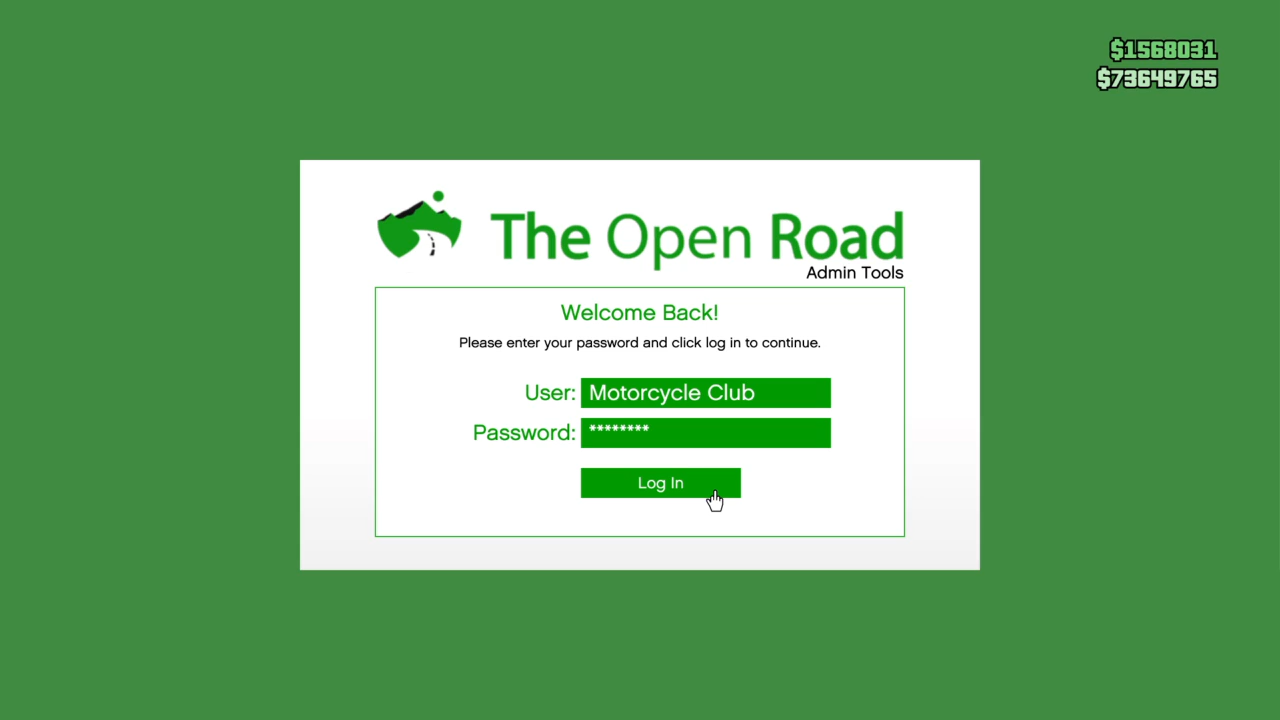 $1568031
$73649765
The Open Road
Admin Tools
Welcome Back!
Please enter your password and click log in to continue.
User: Motorcycle Club
Password: ********
Log In